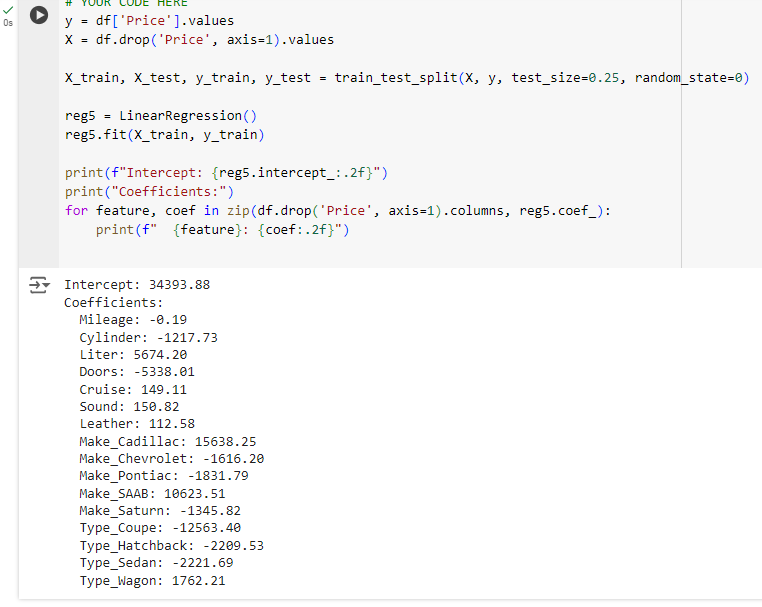 # YOUR CODE HERE
0s
y = df['Price'].values
X = df.drop('Price', axis=1).values
X_train, X_test, y_train, y_test = train_test_split(X, y, test_size=0.25, random_state=0)
reg5 = LinearRegression()
reg5.fit(X_train, y_train)
print(f"Intercept: {reg5.intercept_:.2f}")
print("Coefficients:")
for feature, coef in zip(df.drop('Price', axis=1).columns, reg5.coef_):
    print(f"  {feature}: {coef:.2f}")
Intercept: 34393.88
Coefficients:
  Mileage: -0.19
  Cylinder: -1217.73
  Liter: 5674.20
  Doors: -5338.01
  Cruise: 149.11
  Sound: 150.82
  Leather: 112.58
  Make_Cadillac: 15638.25
  Make_Chevrolet: -1616.20
  Make_Pontiac: -1831.79
  Make_SAAB: 10623.51
  Make_Saturn: -1345.82
  Type_Coupe: -12563.40
  Type_Hatchback: -2209.53
  Type_Sedan: -2221.69
  Type_Wagon: 1762.21